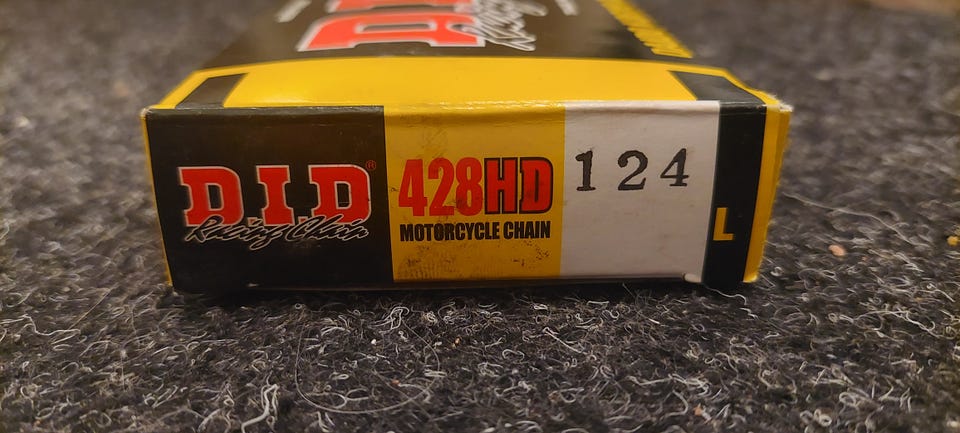 D.I.D®
Racing Chain
428HD
MOTORCYCLE CHAIN
124
L